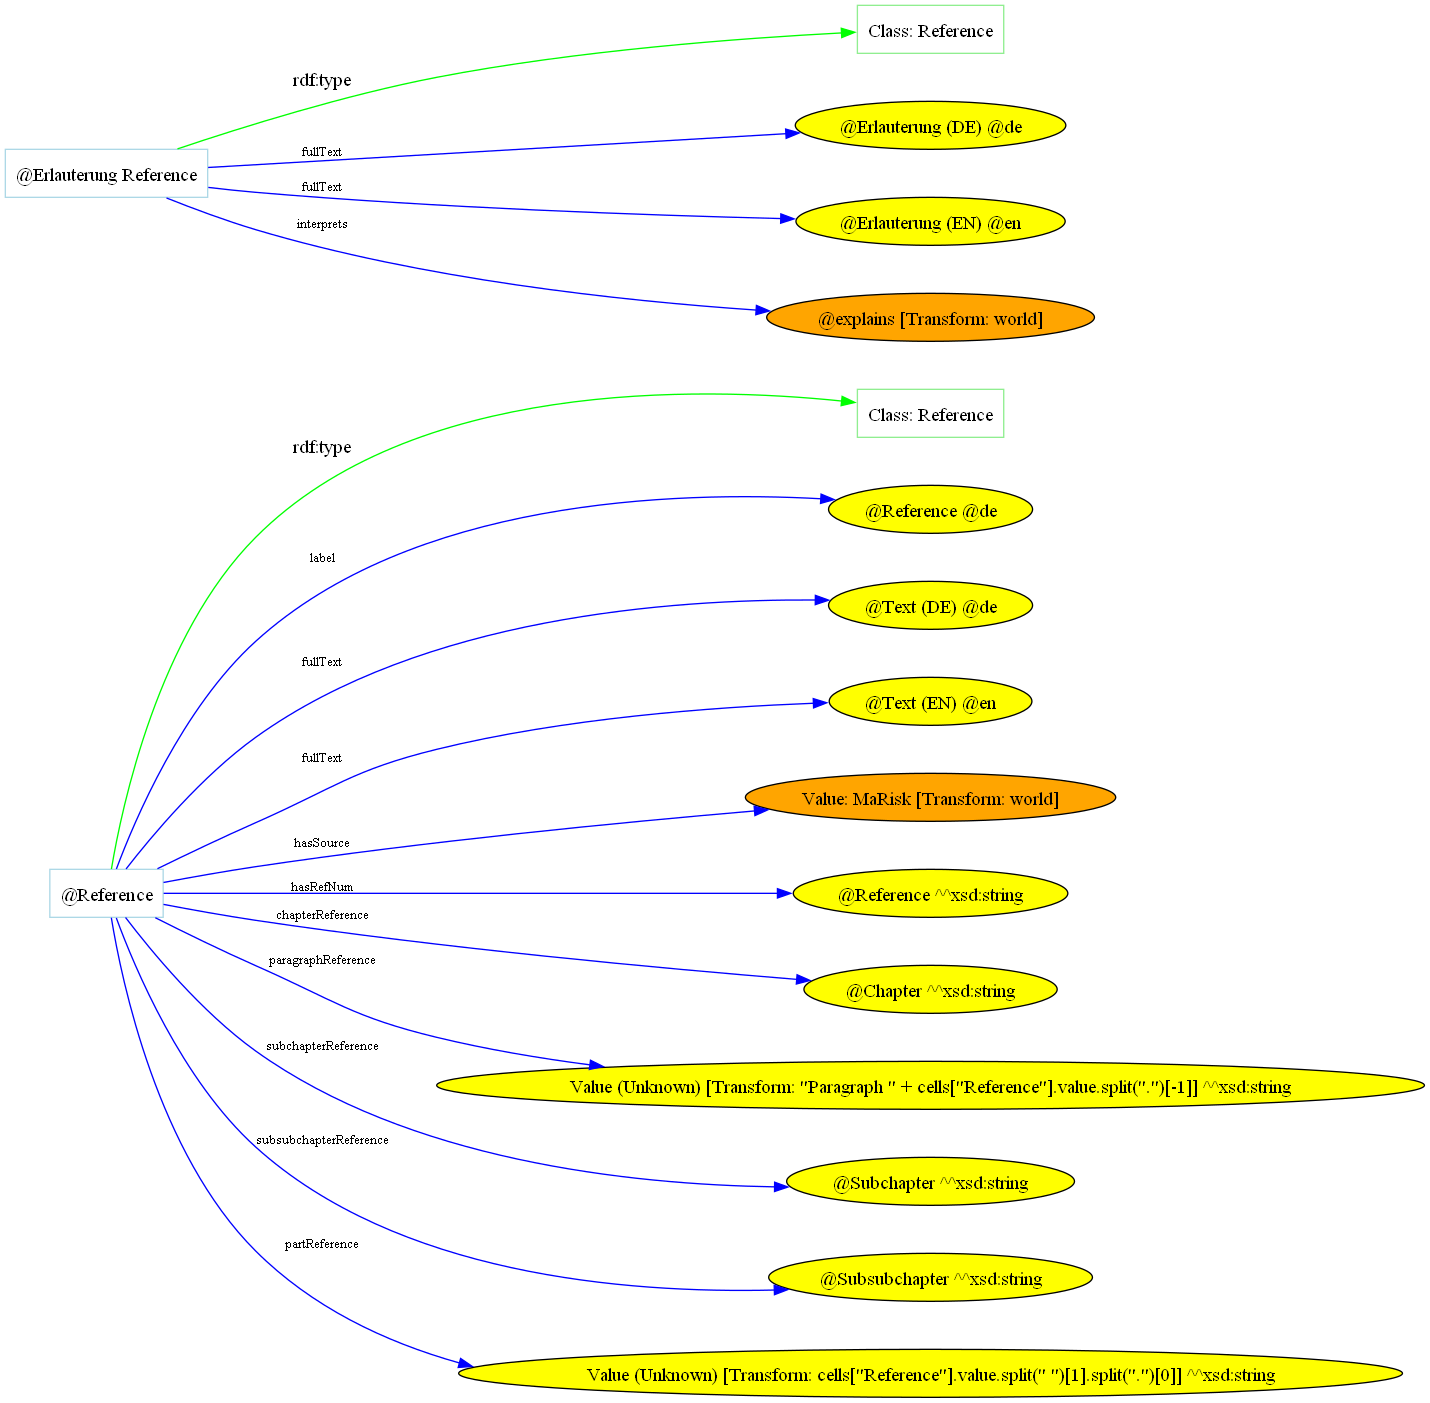 Class: Reference
rdf:type
@Erlauterung (DE) @de
fullText
@Erlauterung Reference
fullText
@Erlauterung (EN) @en
interprets
@explains [Transform: world]
Class: Reference
rdf:type
@Reference @de
label
@Text (DE) @de
fullText
@Text (EN) @en
fullText
Value: MaRisk [Transform: world]
hasSource
@Reference
hasRefNum
@Reference ^^xsd:string
chapterReference
paragraphReference
@Chapter ^^xsd:string
subchapterReference
Value (Unknown) [Transform: "Paragraph " + cells["Reference"].value.split(".")[-1]] ^^xsd:string
subsubchapterReference
@Subchapter ^^xsd:string
partReference
@Subsubchapter ^^xsd:string
Value (Unknown) [Transform: cells["Reference"].value.split(" ")[1].split(".")[0]] ^^xsd:string